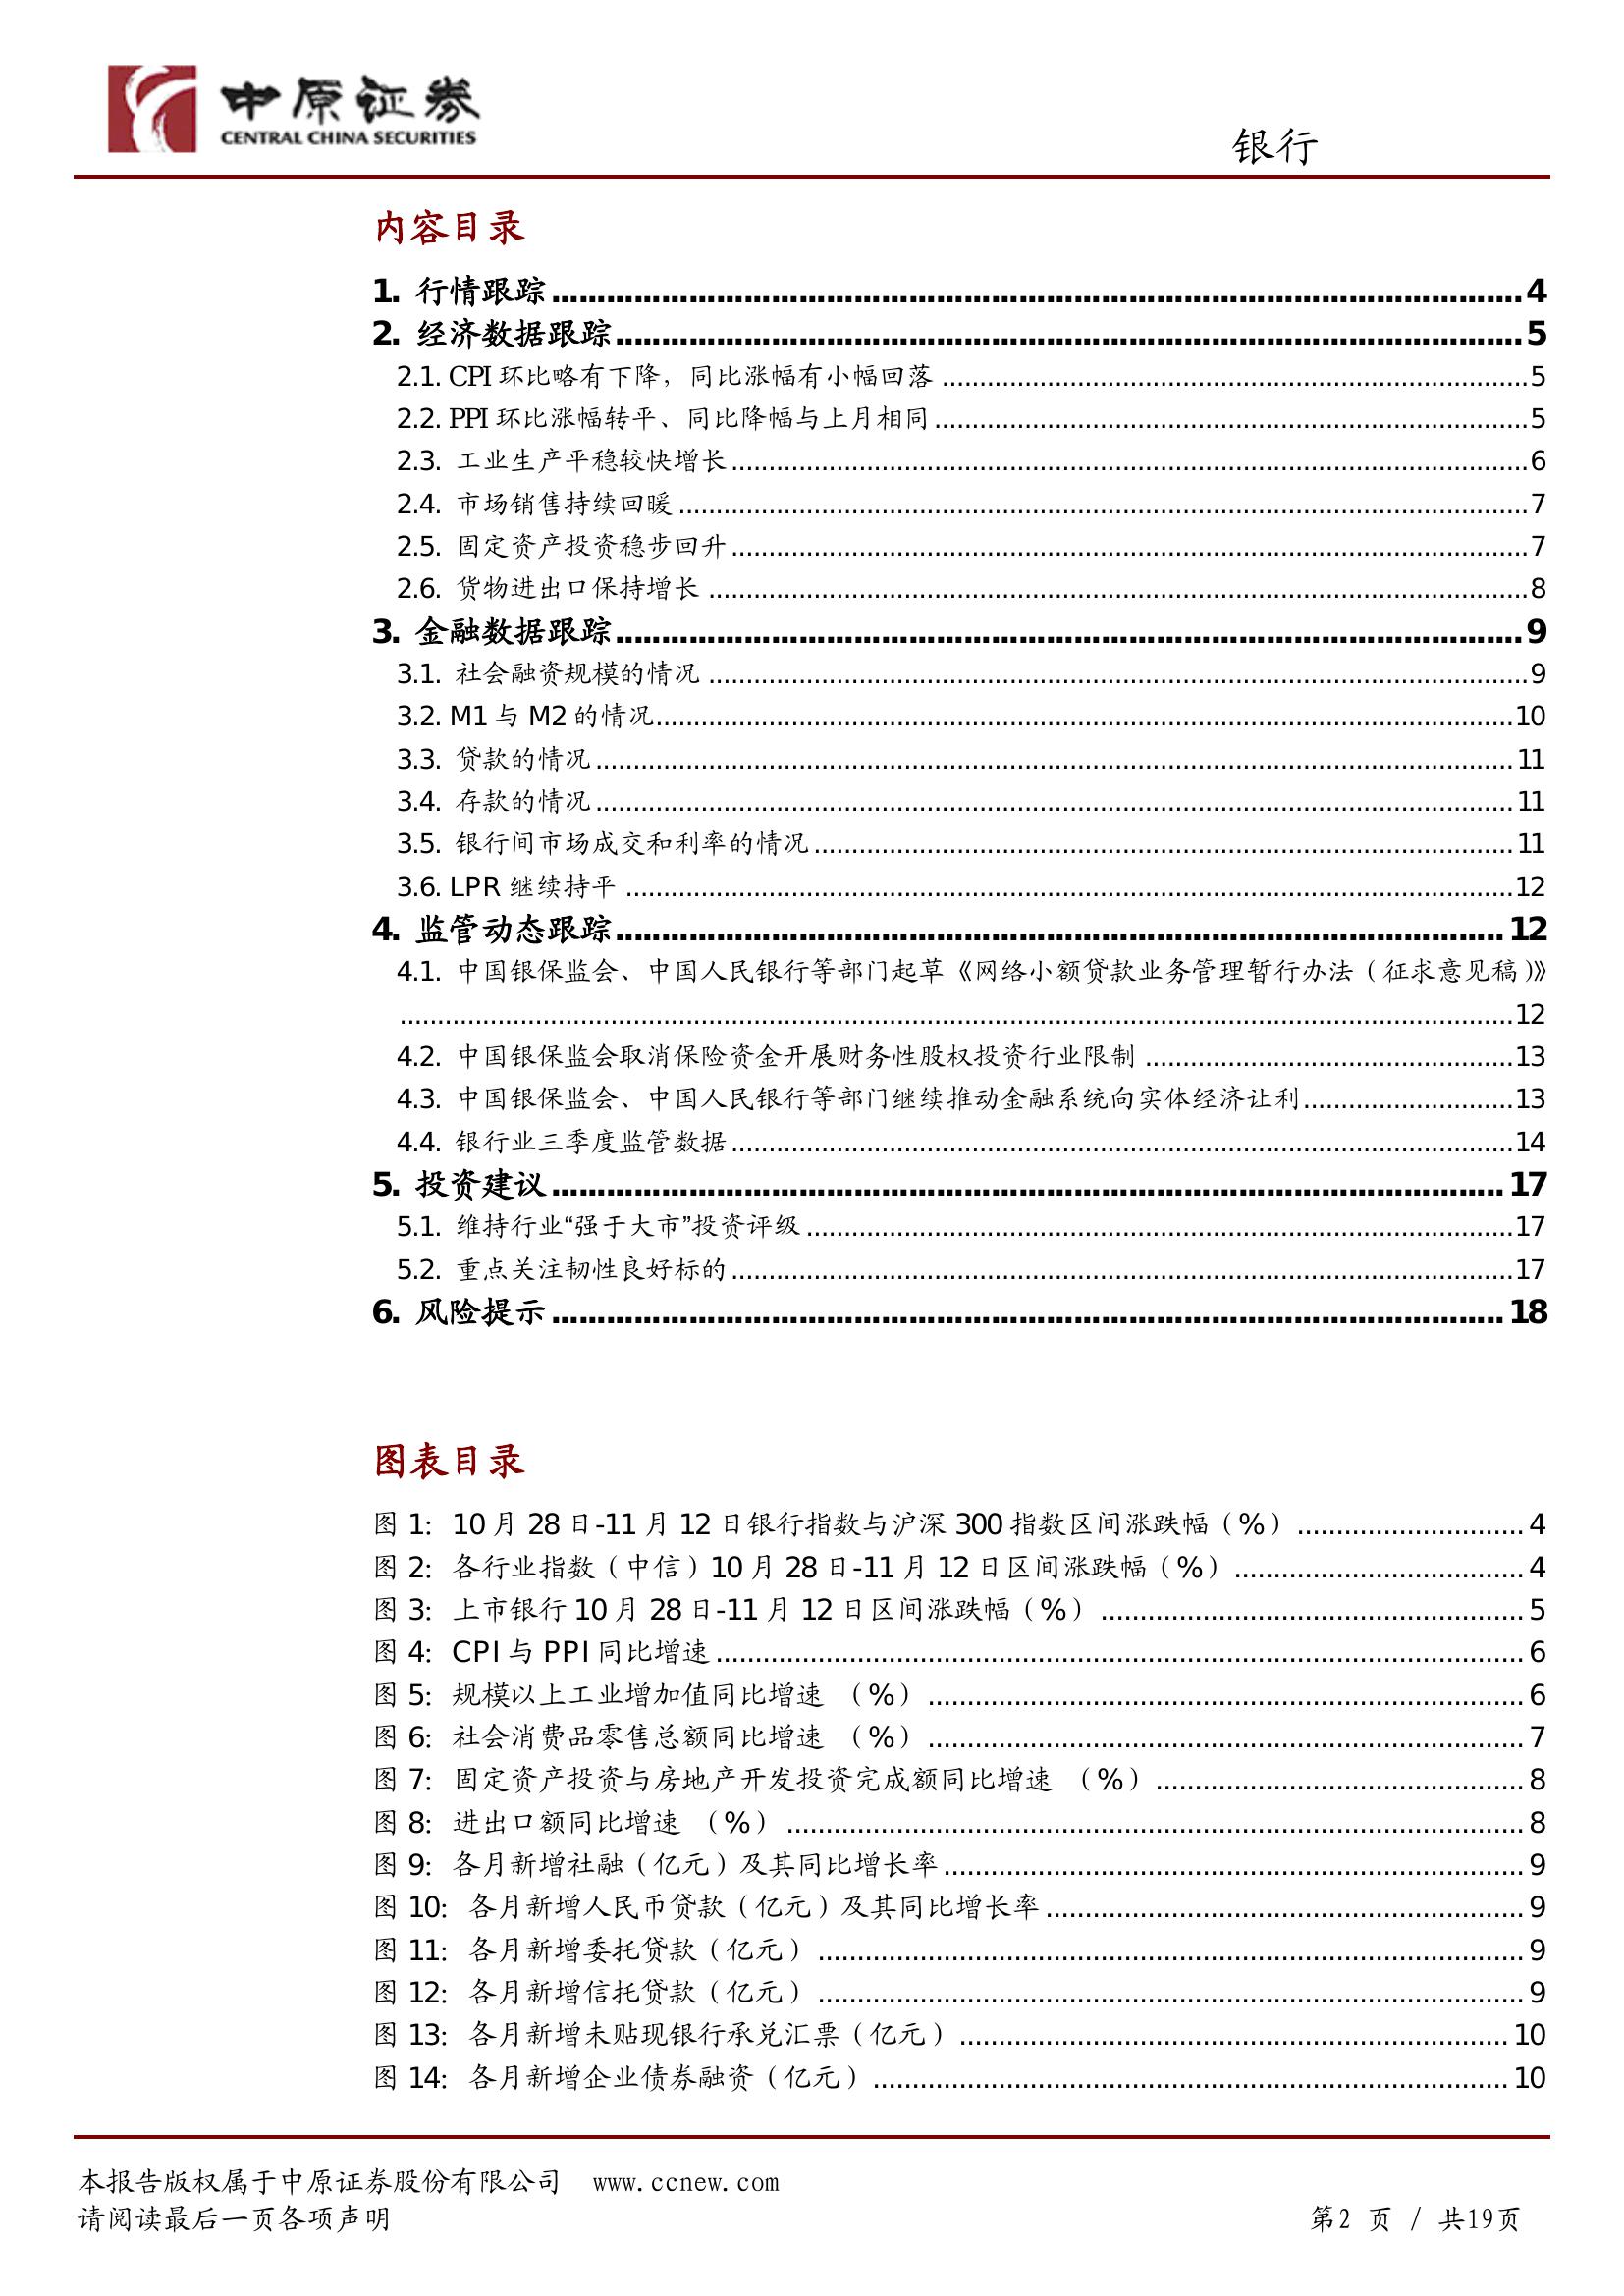 中原证券
CENTRAL CHINA SECURITIES
银行
内容目录
1. 行情跟踪........................................4
2. 经济数据跟踪........................................5
2.1. CPI 环比略有下降，同比涨幅有小幅回落........................................5
2.2. PPI 环比涨幅转平、同比降幅与上月相同........................................5
2.3. 工业生产平稳较快增长........................................6
2.4. 市场销售持续回暖........................................7
2.5. 固定资产投资稳步回升........................................7
2.6. 货物进出口保持增长........................................8
3. 金融数据跟踪........................................9
3.1. 社会融资规模的情况........................................9
3.2. M1 与 M2 的情况........................................10
3.3. 贷款的情况........................................11
3.4. 存款的情况........................................11
3.5. 银行间市场成交和利率的情况........................................11
3.6. LPR 继续持平........................................12
4. 监管动态跟踪........................................12
4.1. 中国银保监会、中国人民银行等部门起草《网络小额贷款业务管理暂行办法（征求意见稿）》
........................................12
4.2. 中国银保监会取消保险资金开展财务性股权投资行业限制........................................13
4.3. 中国银保监会、中国人民银行等部门继续推动金融系统向实体经济让利........................................13
4.4. 银行业三季度监管数据........................................14
5. 投资建议........................................17
5.1. 维持行业“强于大市”投资评级........................................17
5.2. 重点关注韧性良好标的........................................17
6. 风险提示........................................18
图表目录
图 1: 10 月 28 日-11 月 12 日银行指数与沪深 300 指数区间涨跌幅（%）........................................4
图 2: 各行业指数（中信）10 月 28 日-11 月 12 日区间涨跌幅（%）........................................4
图 3: 上市银行 10 月 28 日-11 月 12 日区间涨跌幅（%）........................................5
图 4: CPI 与 PPI 同比增速........................................6
图 5: 规模以上工业增加值同比增速 （%）........................................6
图 6: 社会消费品零售总额同比增速 （%）........................................7
图 7: 固定资产投资与房地产开发投资完成额同比增速 （%）........................................8
图 8: 进出口额同比增速 （%）........................................8
图 9: 各月新增社融（亿元）及其同比增长率........................................9
图 10: 各月新增人民币贷款（亿元）及其同比增长率........................................9
图 11: 各月新增委托贷款（亿元）........................................9
图 12: 各月新增信托贷款（亿元）........................................9
图 13: 各月新增未贴现银行承兑汇票（亿元）........................................10
图 14: 各月新增企业债券融资（亿元）........................................10
本报告版权属于中原证券股份有限公司 www.ccnew.com
请阅读最后一页各项声明 第2 页 / 共19页